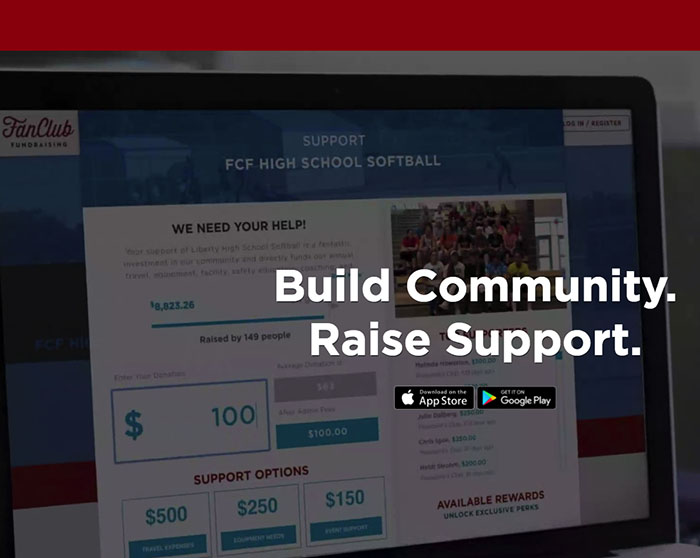 FanClub
FUNDRAISING
LOG IN / REGISTER
SUPPORT
FCF HIGH SCHOOL SOFTBALL
WE NEED YOUR HELP!
Your support of Liberty High School Softball is a fantastic
investment in our community and directly funds our annual
travel, equipment, facility, safety
$8,823.26
Raised by 149 people
Build Community.
Raise Support.
Download on the
App Store
GET IT ON
Google Play
Enter Your Donation
Average Donation is
$63
$ 100
After Admin Fees
$100.00
$300.00
Julie Dalberg, $250.00
Chris Igoe, $250.00
Heidi $200.00
SUPPORT OPTIONS
$500
TRAVEL EXPENSES
$250
EQUIPMENT NEEDS
$150
EVENT SUPPORT
AVAILABLE REWARDS
UNLOCK EXCLUSIVE PERKS